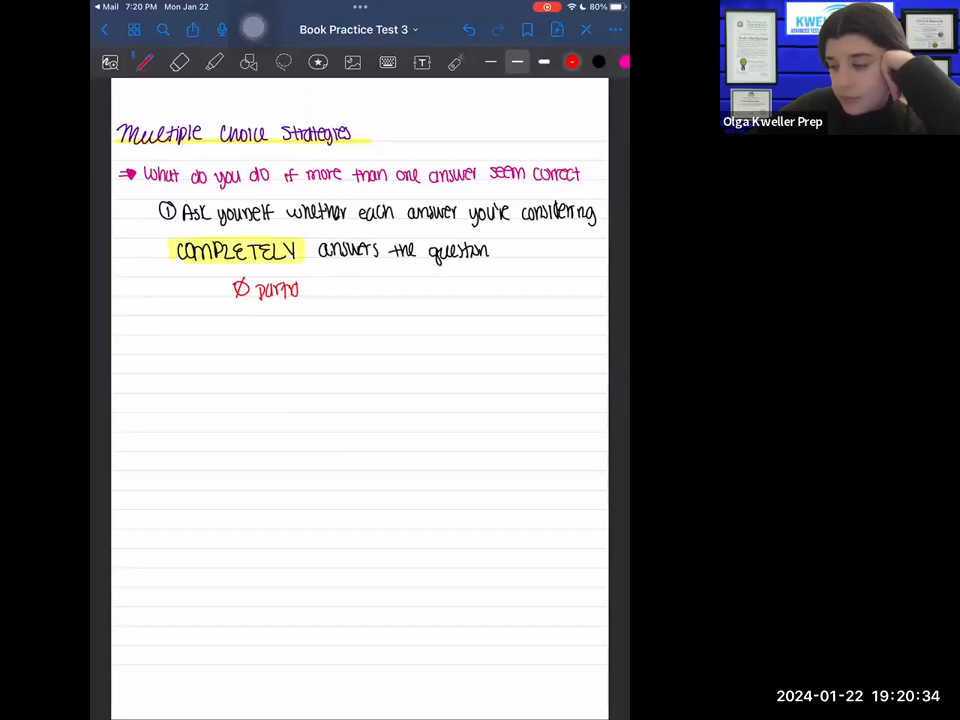 Mail 7:20 PM Mon Jan 22
80%
Book Practice Test 3
Multiple Choice Strategies
What do you do if more than one answer seem correct
① Ask yourself whether each answer you're considering
COMPLETELY answers the question
KWELLER
Olga Kweller Prep
2024-01-22 19:20:34